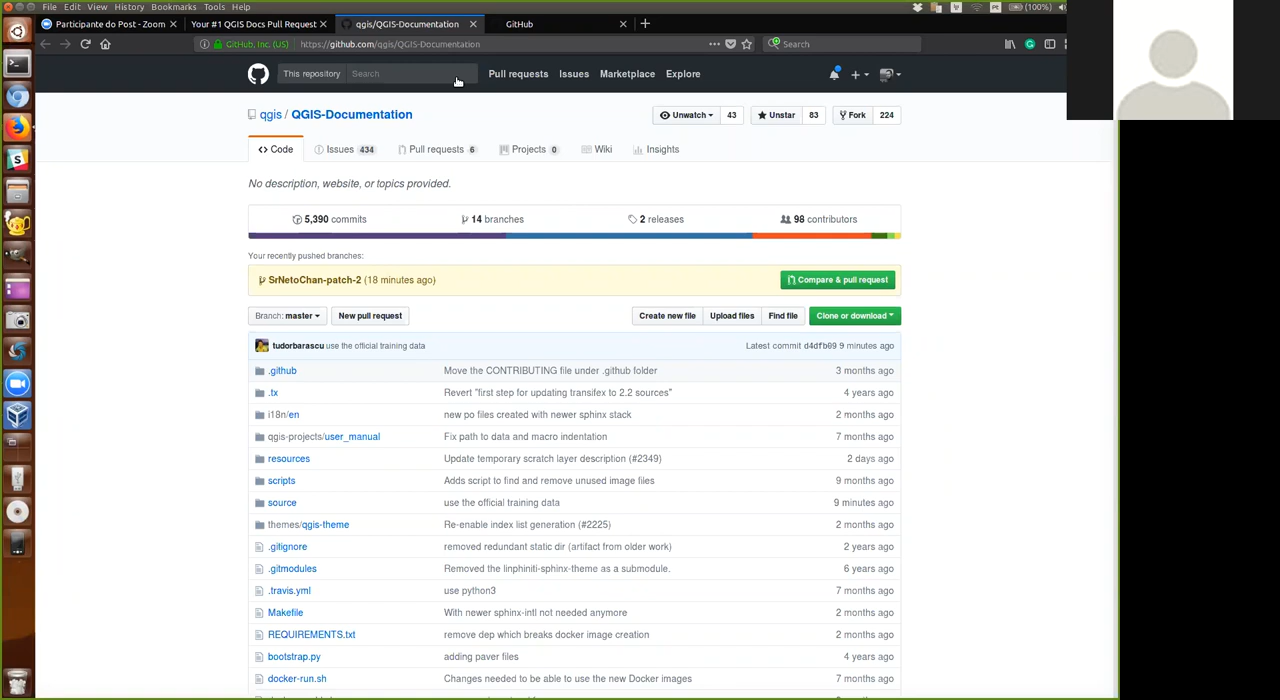 File Edit View History Bookmarks Tools Help
(100%)
Participante do Post - Zoom
Your #1 QGIS Docs Pull Request
qgis/QGIS-Documentation
GitHub
GitHub, Inc. (US)
https://github.com/qgis/QGIS-Documentation
Search
This repository
Search
Pull requests Issues Marketplace Explore
qgis / QGIS-Documentation
Unwatch 43
Unstar 83
Fork 224
Code Issues 434 Pull requests 6 Projects 0 Wiki Insights
No description, website, or topics provided.
5,390 commits 14 branches 2 releases 98 contributors
Your recently pushed branches:
SrNetoChan-patch-2 (18 minutes ago) Compare & pull request
Branch: master New pull request Create new file Upload files Find file Clone or download
tudorbarascu use the official training data Latest commit d4dfb09 9 minutes ago
.github Move the CONTRIBUTING file under .github folder 3 months ago
.tx Revert "first step for updating transifex to 2.2 sources" 4 years ago
i18n/en new po files created with newer sphinx stack 2 months ago
qgis-projects/user_manual Fix path to data and macro indentation 7 months ago
resources Update temporary scratch layer description (#2349) 2 days ago
scripts Adds script to find and remove unused image files 9 months ago
source use the official training data 9 minutes ago
themes/qgis-theme Re-enable index list generation (#2225) 2 months ago
.gitignore removed redundant static dir (artifact from older work) 2 years ago
.gitmodules Removed the linphiniti-sphinx-theme as a submodule. 6 years ago
.travis.yml use python3 7 months ago
Makefile With newer sphinx-intl not needed anymore 2 months ago
REQUIREMENTS.txt remove dep which breaks docker image creation 2 months ago
bootstrap.py adding paver files 4 years ago
docker-run.sh Changes needed to be able to use the new Docker images 7 months ago